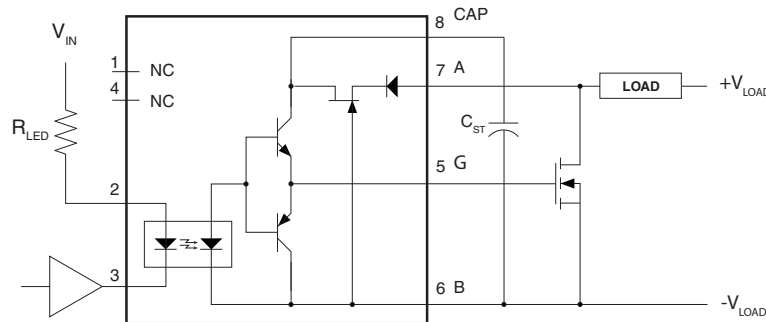 8 CAP
V_IN
1 NC
4 NC
7 A
LOAD
+V_LOAD
R_LED
C_ST
5 G
2
3
6 B
-V_LOAD